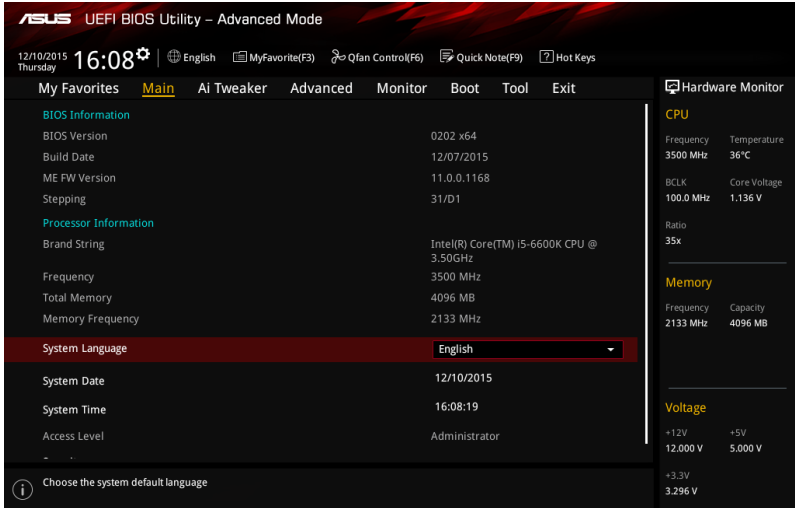 ASUS UEFI BIOS Utility – Advanced Mode
12/10/2015
Thursday
16:08
English MyFavorite(F3) Qfan Control(F6) Quick Note(F9) ? Hot Keys
My Favorites Main Ai Tweaker Advanced Monitor Boot Tool Exit
BIOS Information
BIOS Version 0202 x64
Build Date 12/07/2015
ME FW Version 11.0.0.1168
Stepping 31/D1
Processor Information
Brand String Intel(R) Core(TM) i5-6600K CPU @
3.50GHz
Frequency 3500 MHz
Total Memory 4096 MB
Memory Frequency 2133 MHz
System Language English
System Date 12/10/2015
System Time 16:08:19
Access Level Administrator
Choose the system default language
Hardware Monitor
CPU
Frequency Temperature
3500 MHz 36°C
BCLK Core Voltage
100.0 MHz 1.136 V
Ratio
35x
Memory
Frequency Capacity
2133 MHz 4096 MB
Voltage
+12V +5V
12.000 V 5.000 V
+3.3V
3.296 V